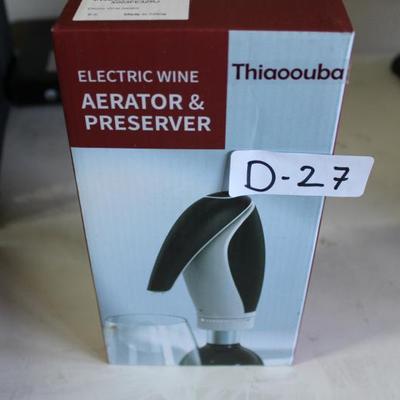 ELECTRIC WINE
AERATOR &
PRESERVER
Thiaoouba
D-27